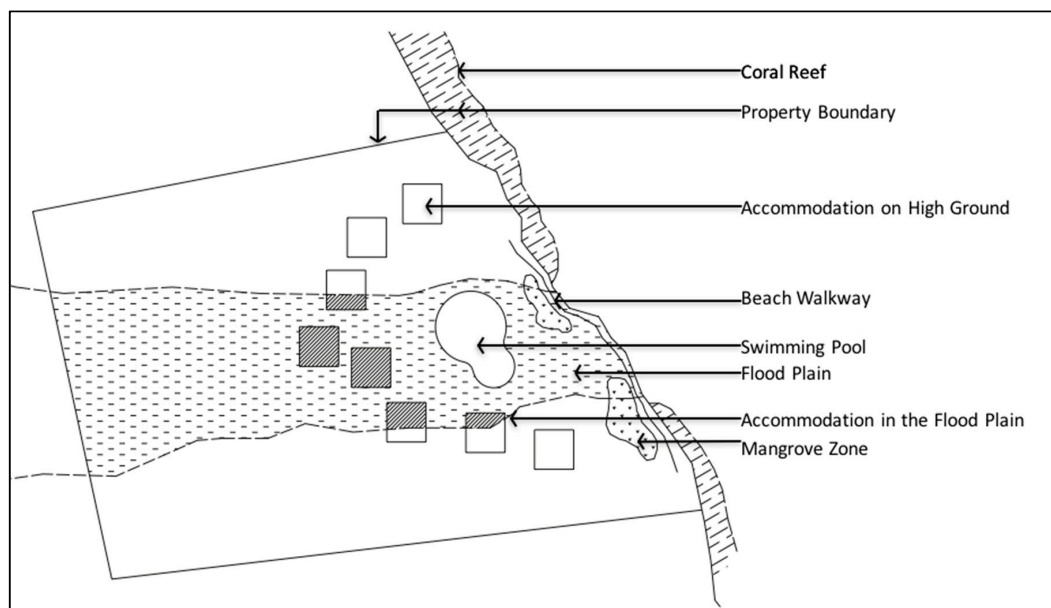 Coral Reef
Property Boundary
Accommodation on High Ground
Beach Walkway
Swimming Pool
Flood Plain
Accommodation in the Flood Plain
Mangrove Zone